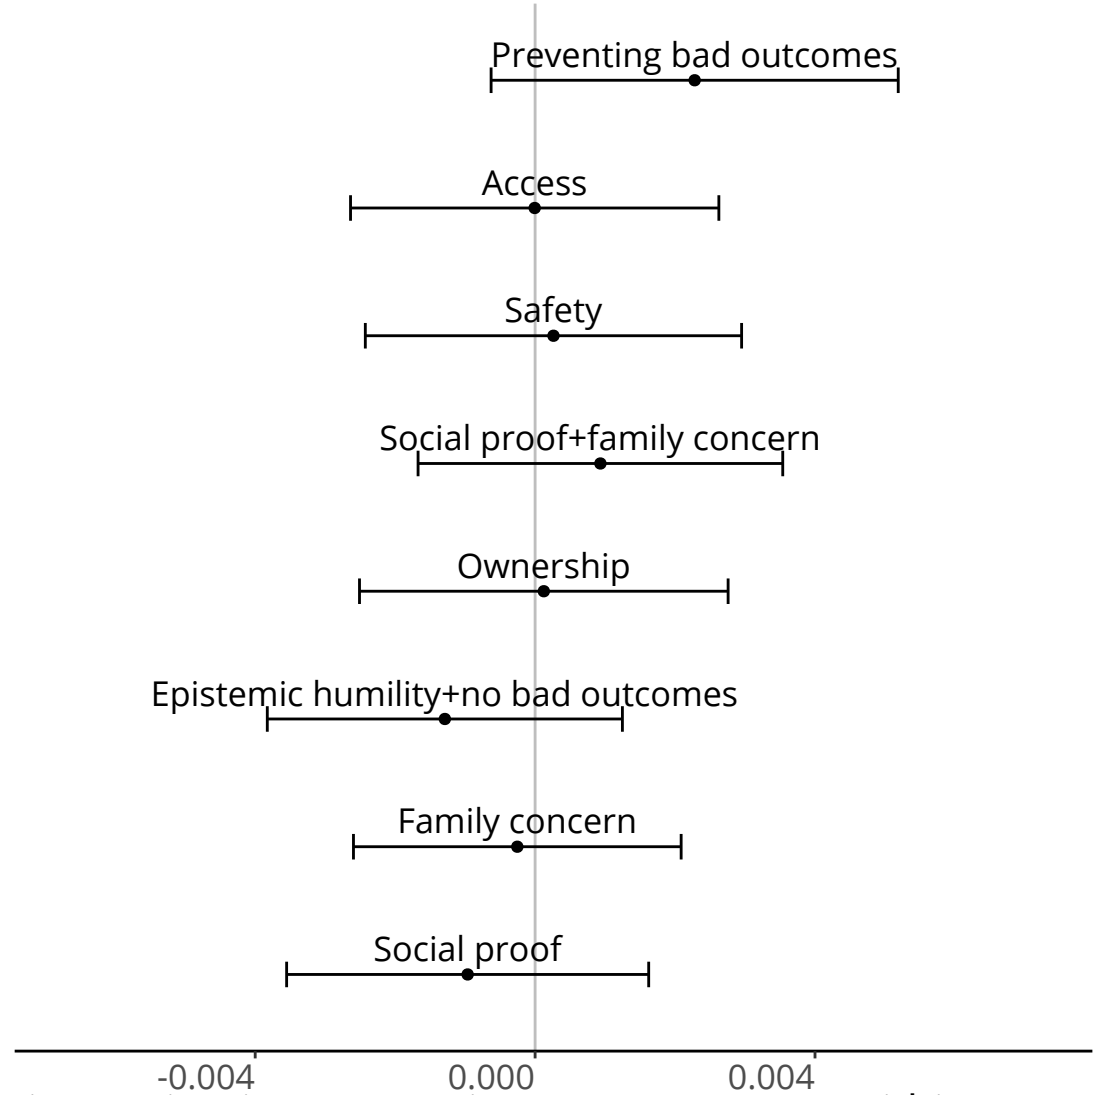 Preventing bad outcomes
Access
Safety
Social proof+family concern
Ownership
Epistemic humility+no bad outcomes
Family concern
Social proof
-0.004 0.000 0.004